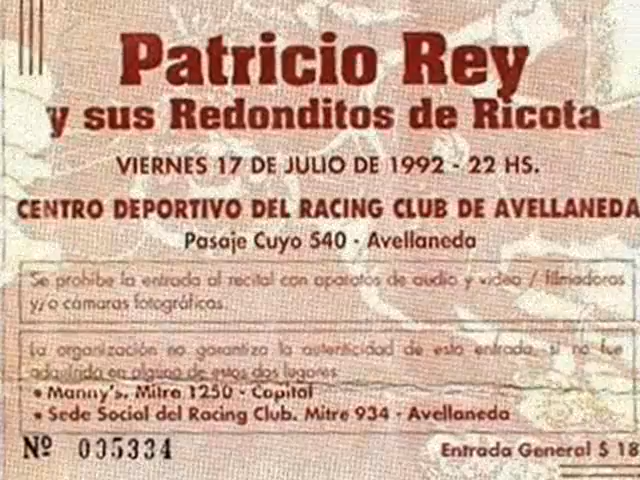 Patricio Rey
y sus Redonditos de Ricota
VIERNES 17 DE JULIO DE 1992 - 22 HS.
CENTRO DEPORTIVO DEL RACING CLUB DE AVELLANEDA
Pasaje Cuyo 540 - Avellaneda
Se prohibe la entrada al recital con aparatos de audio y video / filmadoras
y/o cámaras fotográficas.
La organización no garantiza la autenticidad de esta entrada, si no fue
adquirida en alguno de estos dos lugares
• Manny's. Mitre 1250 - Capital
• Sede Social del Racing Club. Mitre 934 - Avellaneda
Nº 035334
Entrada General $ 18